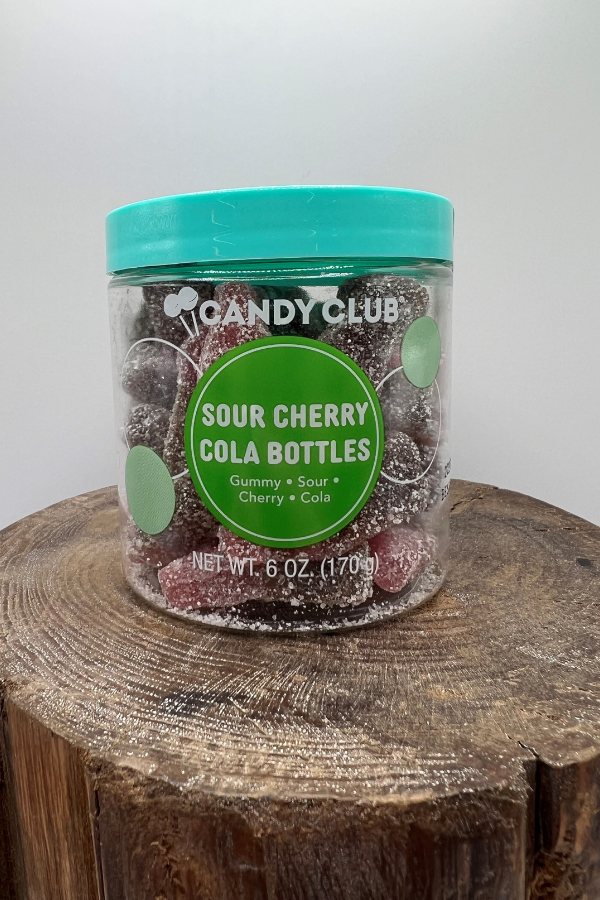 CANDY CLUB
SOUR CHERRY
COLA BOTTLES
Gummy • Sour •
Cherry • Cola
NET WT. 6 OZ. (170 g)